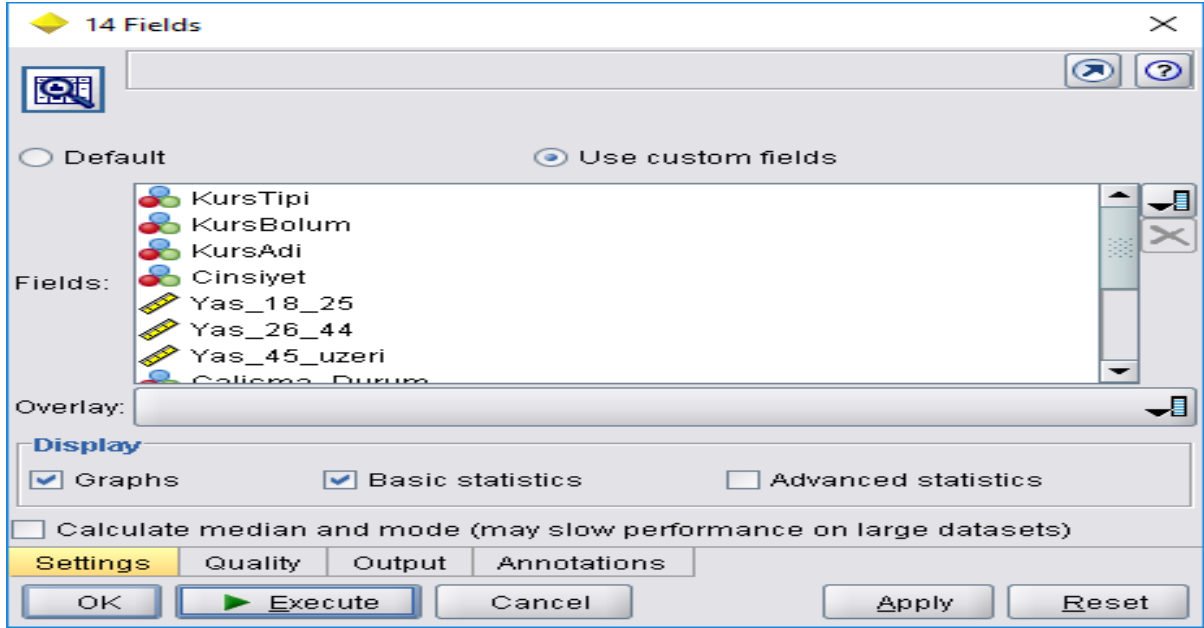 14 Fields
Default Use custom fields
KursTipi
KursBolum
KursAdi
Cinsiyet
Fields:
Yas_18_25
Yas_26_44
Yas_45_uzeri
Calisma_Durum
Overlay:
Display
Graphs Basic statistics Advanced statistics
Calculate median and mode (may slow performance on large datasets)
Settings Quality Output Annotations
OK Execute Cancel Apply Reset